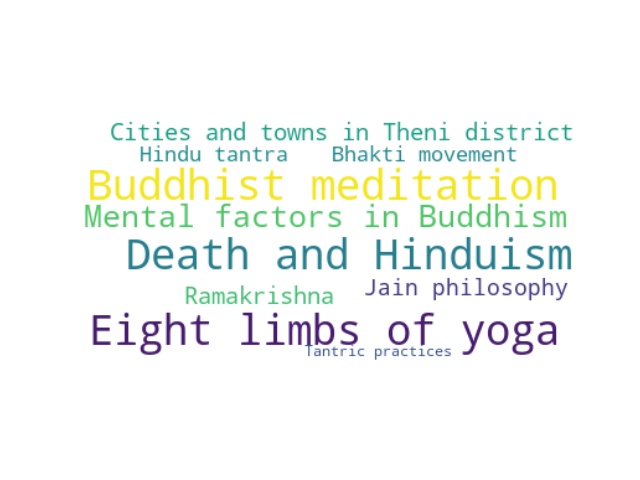 Cities and towns in Theni district
Hindu tantra Bhakti movement
Buddhist meditation
Mental factors in Buddhism
Death and Hinduism
Ramakrishna Jain philosophy
Eight limbs of yoga
Tantric practices